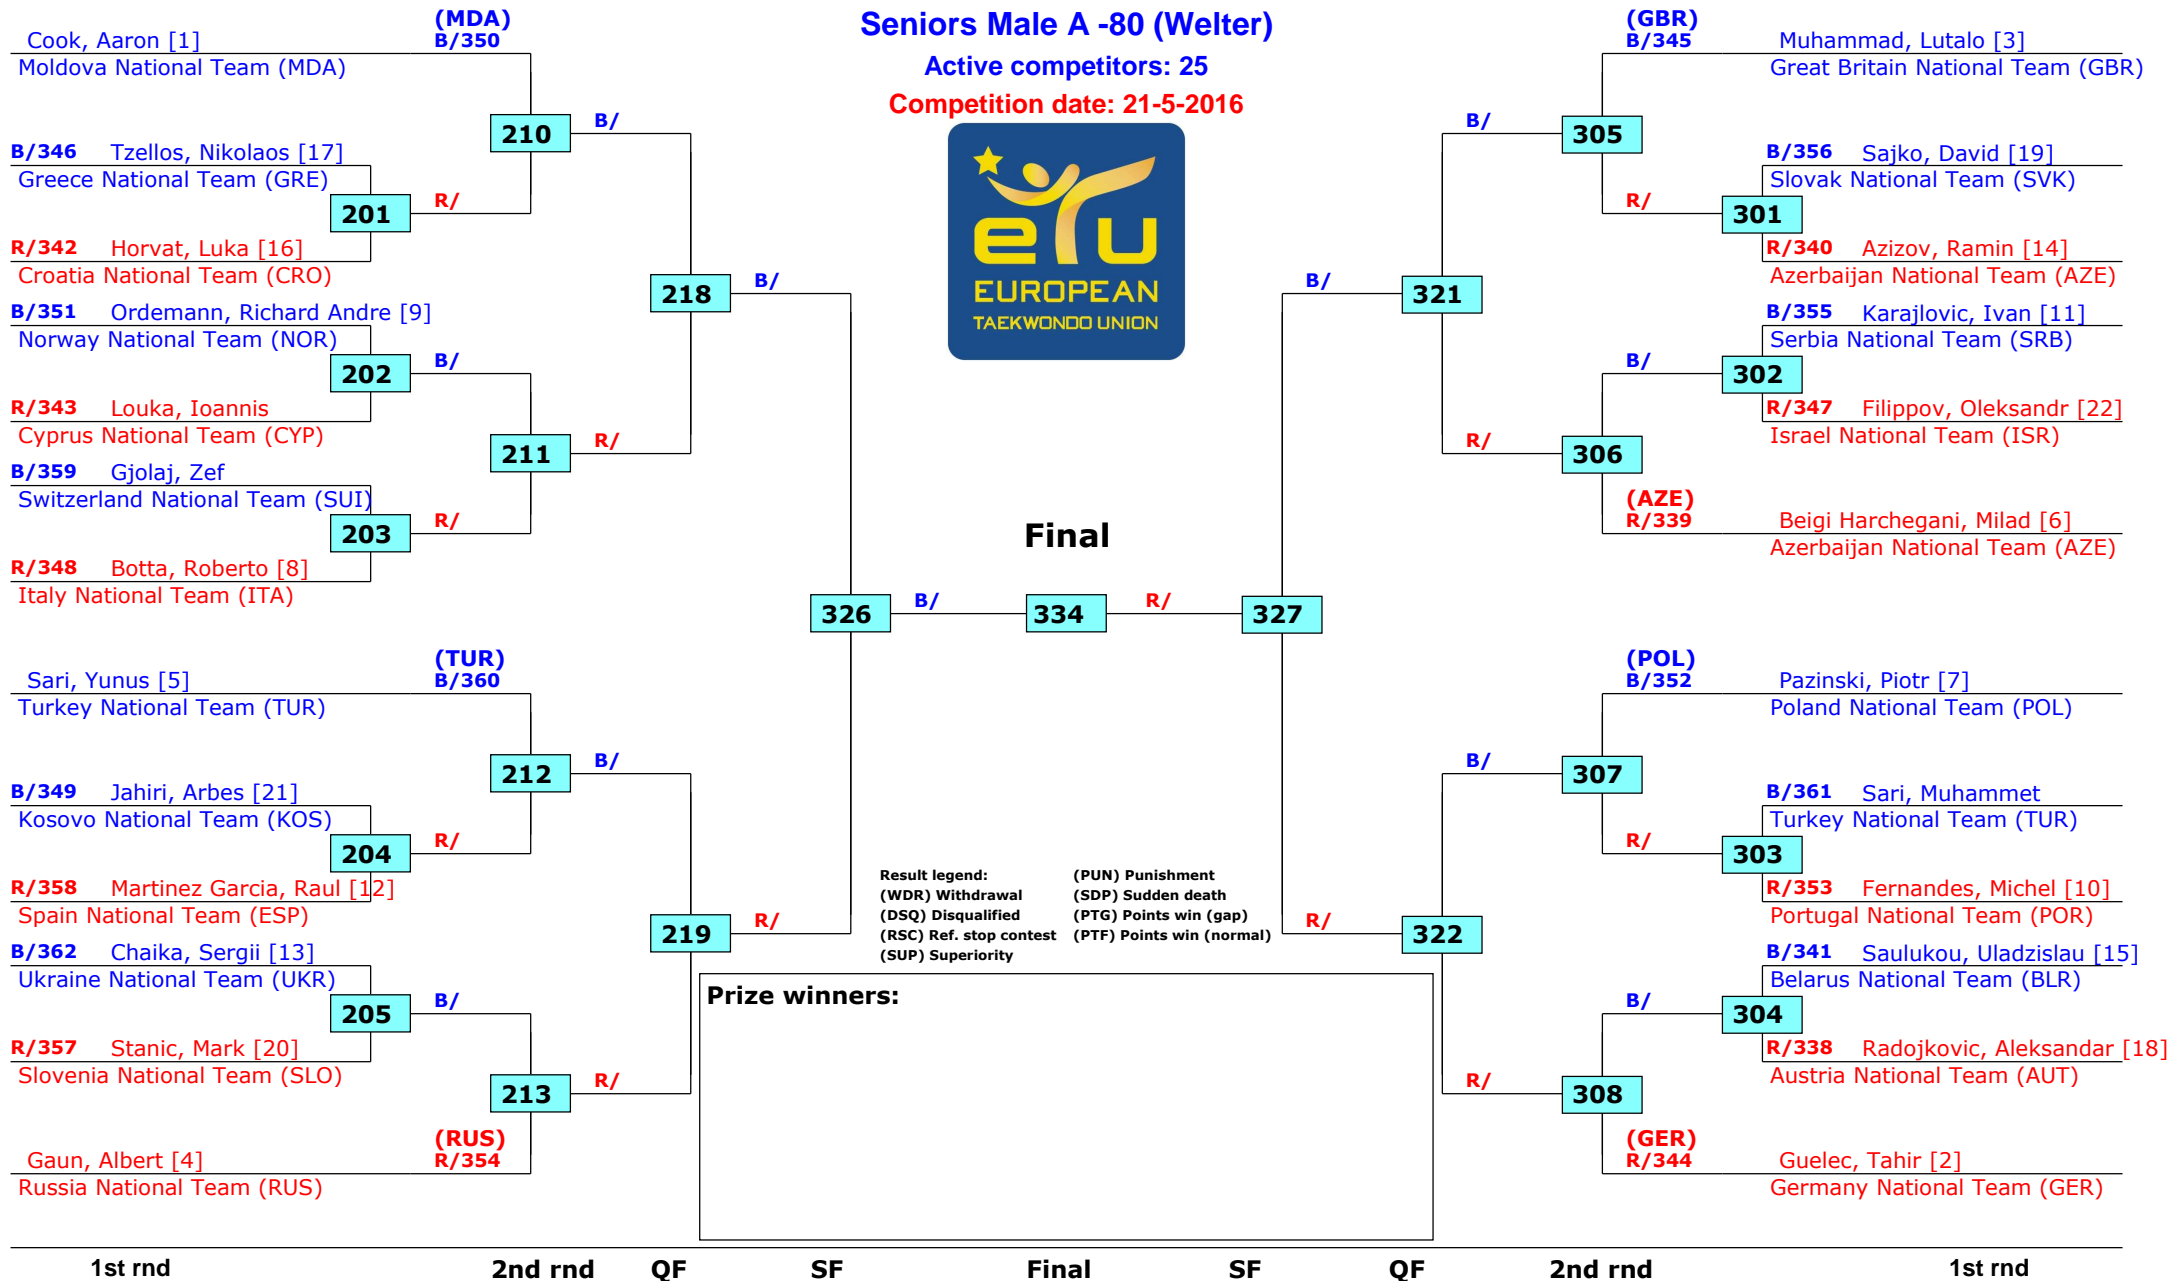 Seniors Male A -80 (Welter)
Active competitors: 25
Competition date: 21-5-2016
eTU
EUROPEAN
TAEKWONDO UNION
(MDA)
Cook, Aaron [1] B/350
Moldova National Team (MDA)
210 B/
B/346 Tzellos, Nikolaos [17]
Greece National Team (GRE)
201 R/
R/342 Horvat, Luka [16]
Croatia National Team (CRO)
218 B/
B/351 Ordemann, Richard Andre [9]
Norway National Team (NOR)
202 B/
R/343 Louka, Ioannis
Cyprus National Team (CYP)
211 R/
B/359 Gjolaj, Zef
Switzerland National Team (SUI)
203 R/
R/348 Botta, Roberto [8]
Italy National Team (ITA)
(TUR)
Sari, Yunus [5] B/360
Turkey National Team (TUR)
212 B/
B/349 Jahiri, Arbes [21]
Kosovo National Team (KOS)
204 R/
R/358 Martinez Garcia, Raul [12]
Spain National Team (ESP)
219 R/
B/362 Chaika, Sergii [13]
Ukraine National Team (UKR)
205 B/
R/357 Stanic, Mark [20]
Slovenia National Team (SLO)
213 R/
(RUS)
Gaun, Albert [4] R/354
Russia National Team (RUS)
Final
326 B/ 334 R/ 327
(GBR)
B/345 Muhammad, Lutalo [3]
Great Britain National Team (GBR)
B/ 305
B/356 Sajko, David [19]
Slovak National Team (SVK)
R/ 301
R/340 Azizov, Ramin [14]
Azerbaijan National Team (AZE)
B/ 321
B/355 Karajlovic, Ivan [11]
Serbia National Team (SRB)
B/ 302
R/347 Filippov, Oleksandr [22]
Israel National Team (ISR)
R/ 306
(AZE)
R/339 Beigi Harchegani, Milad [6]
Azerbaijan National Team (AZE)
(POL)
B/352 Pazinski, Piotr [7]
Poland National Team (POL)
B/ 307
B/361 Sari, Muhammet
Turkey National Team (TUR)
R/ 303
R/353 Fernandes, Michel [10]
Portugal National Team (POR)
R/ 322
B/341 Saulukou, Uladzislau [15]
Belarus National Team (BLR)
B/ 304
R/338 Radojkovic, Aleksandar [18]
Austria National Team (AUT)
R/ 308
(GER)
R/344 Guelec, Tahir [2]
Germany National Team (GER)
Result legend: (PUN) Punishment
(WDR) Withdrawal (SDP) Sudden death
(DSQ) Disqualified (PTG) Points win (gap)
(RSC) Ref. stop contest (PTF) Points win (normal)
(SUP) Superiority
Prize winners:
1st rnd 2nd rnd QF SF Final SF QF 2nd rnd 1st rnd